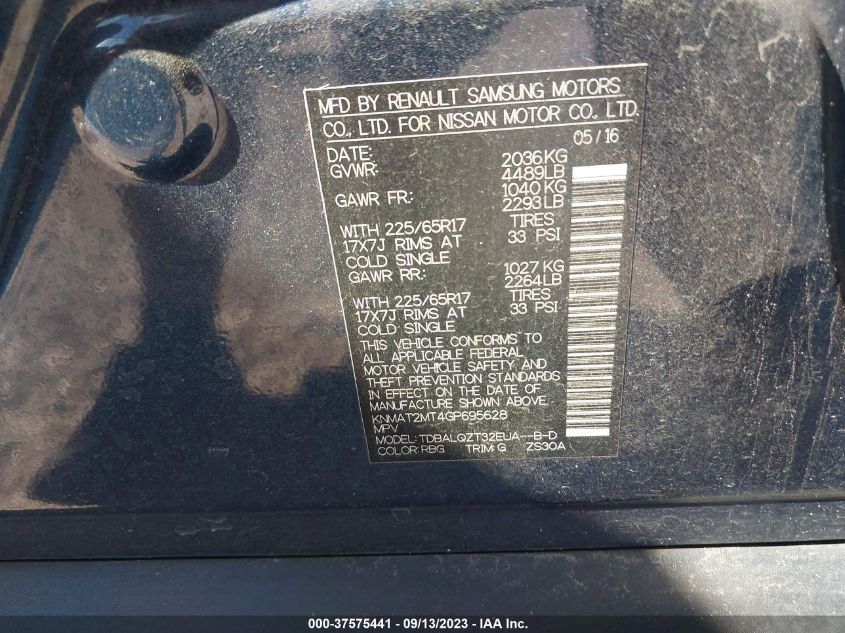 MFD BY RENAULT SAMSUNG MOTORS
CO., LTD. FOR NISSAN MOTOR CO., LTD.
05/16
DATE:
GVWR: 2036KG
4489LB
GAWR FR: 1040KG
2293LB
WITH 225/65R17 TIRES
17X7J RIMS AT 33 PSI
COLD SINGLE
GAWR RR: 1027KG
2264LB
WITH 225/65R17 TIRES
17X7J RIMS AT 33 PSI
COLD SINGLE
THIS VEHICLE CONFORMS TO
ALL APPLICABLE FEDERAL
MOTOR VEHICLE SAFETY AND
THEFT PREVENTION STANDARDS
IN EFFECT ON THE DATE OF
MANUFACTURE SHOWN ABOVE.
KNMAT2MT4GP695628
MPV
MODEL: TDBALQZT32EUA--B-D
COLOR: RBG TRIM: G ZS30A
000-37575441 - 09/13/2023 - IAA Inc.